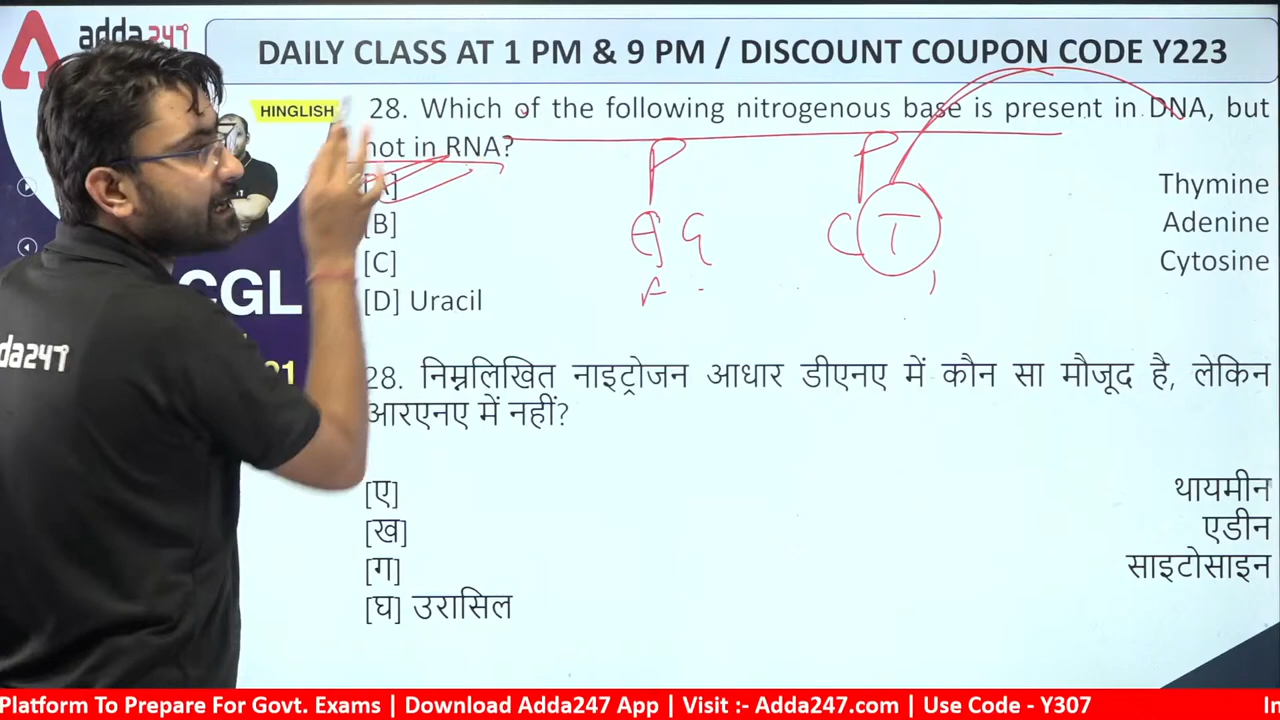 adda247
DAILY CLASS AT 1 PM & 9 PM / DISCOUNT COUPON CODE Y223
HINGLISH
28. Which of the following nitrogenous base is present in DNA, but
not in RNA?
P P
[A] Thymine
[B] A G C T Adenine
[C] Cytosine
[D] Uracil
CGL
21
da247
28. निम्नलिखित नाइट्रोजन आधार डीएनए में कौन सा मौजूद है, लेकिन
आरएनए में नहीं?
[ए] थायमीन
[ख] एडीन
[ग] साइटोसाइन
[घ] उरासिल
Platform To Prepare For Govt. Exams | Download Adda247 App | Visit :- Adda247.com | Use Code - Y307 In